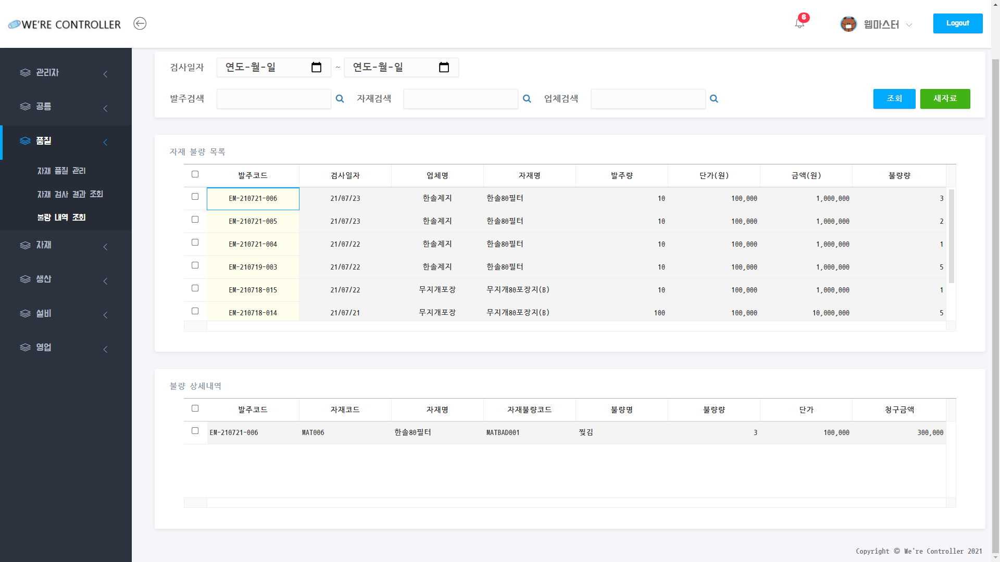 WE'RE CONTROLLER
6
웹마스터
Logout
관리자
공통
품질
자재 품질 관리
자재 검사 결과 조회
불량 내역 조회
자재
생산
설비
영업
검사일자 연도-월-일 ~ 연도-월-일
발주검색 자재검색 업체검색 조회 새자료
자재 불량 목록
발주코드 검사일자 업체명 자재명 발주량 단가(원) 금액(원) 불량량
EM-210721-006 21/07/23 한솔제지 한솔80필터 10 100,000 1,000,000 3
EM-210721-005 21/07/23 한솔제지 한솔80필터 10 100,000 1,000,000 2
EM-210721-004 21/07/22 한솔제지 한솔80필터 10 100,000 1,000,000 1
EM-210719-003 21/07/22 한솔제지 한솔80필터 10 100,000 1,000,000 5
EM-210718-015 21/07/22 무지개포장 무지개80포장지(B) 10 100,000 1,000,000 1
EM-210718-014 21/07/21 무지개포장 무지개80포장지(B) 100 100,000 10,000,000 5
불량 상세내역
발주코드 자재코드 자재명 자재불량코드 불량명 불량량 단가 청구금액
EM-210721-006 MAT006 한솔80필터 MATBAD001 찢김 3 100,000 300,000
Copyright © We're Controller 2021